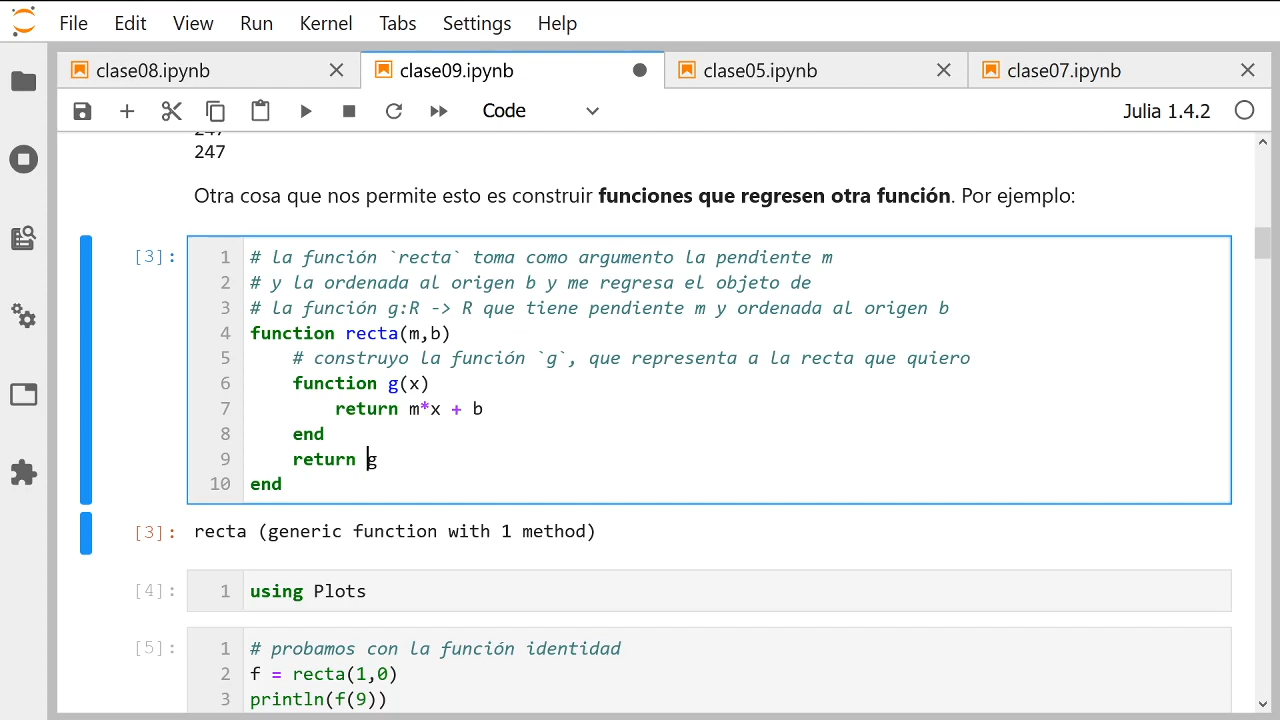 File Edit View Run Kernel Tabs Settings Help
clase08.ipynb clase09.ipynb clase05.ipynb clase07.ipynb
Code Julia 1.4.2
247
247
Otra cosa que nos permite esto es construir funciones que regresen otra función. Por ejemplo:
[3]: 1 # la función `recta` toma como argumento la pendiente m
2 # y la ordenada al origen b y me regresa el objeto de
3 # la función g:R -> R que tiene pendiente m y ordenada al origen b
4 function recta(m,b)
5 # construyo la función `g`, que representa a la recta que quiero
6 function g(x)
7 return m*x + b
8 end
9 return g
10 end
[3]: recta (generic function with 1 method)
[4]: 1 using Plots
[5]: 1 # probamos con la función identidad
2 f = recta(1,0)
3 println(f(9))